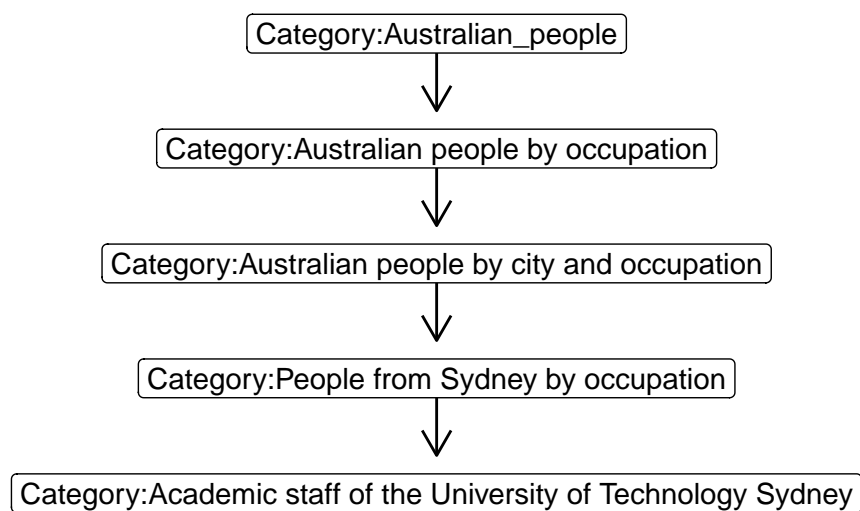 Category:Australian_people
Category:Australian people by occupation
Category:Australian people by city and occupation
Category:People from Sydney by occupation
Category:Academic staff of the University of Technology Sydney